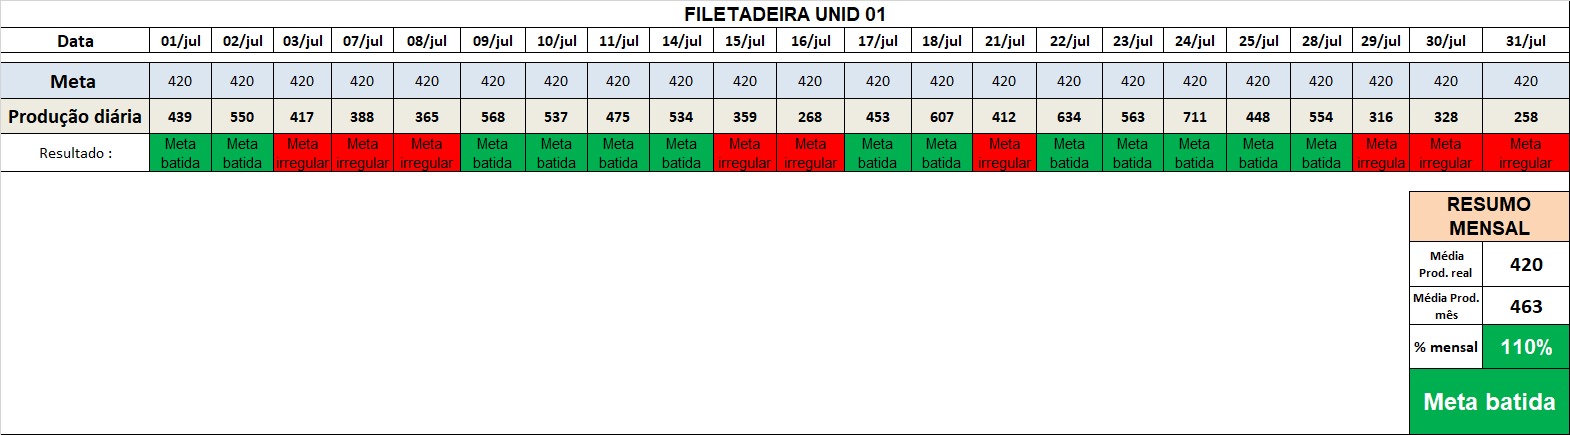 FILETADEIRA UNID 01
Data 01/jul 02/jul 03/jul 07/jul 08/jul 09/jul 10/jul 11/jul 14/jul 15/jul 16/jul 17/jul 18/jul 21/jul 22/jul 23/jul 24/jul 25/jul 28/jul 29/jul 30/jul 31/jul
Meta 420 420 420 420 420 420 420 420 420 420 420 420 420 420 420 420 420 420 420 420 420 420
Produção diária 439 550 417 388 365 568 537 475 534 359 268 453 607 412 634 563 711 448 554 316 328 258
Resultado : Meta batida Meta batida Meta irregular Meta irregular Meta irregular Meta batida Meta batida Meta batida Meta batida Meta irregular Meta irregular Meta batida Meta batida Meta irregular Meta batida Meta batida Meta batida Meta batida Meta batida Meta irregula Meta irregular Meta irregular
RESUMO
MENSAL
Média
Prod. real 420
Média Prod.
mês 463
% mensal 110%
Meta batida